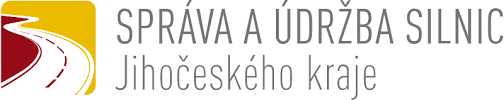 SPRÁVA A ÚDRŽBA SILNIC
Jihočeského kraje